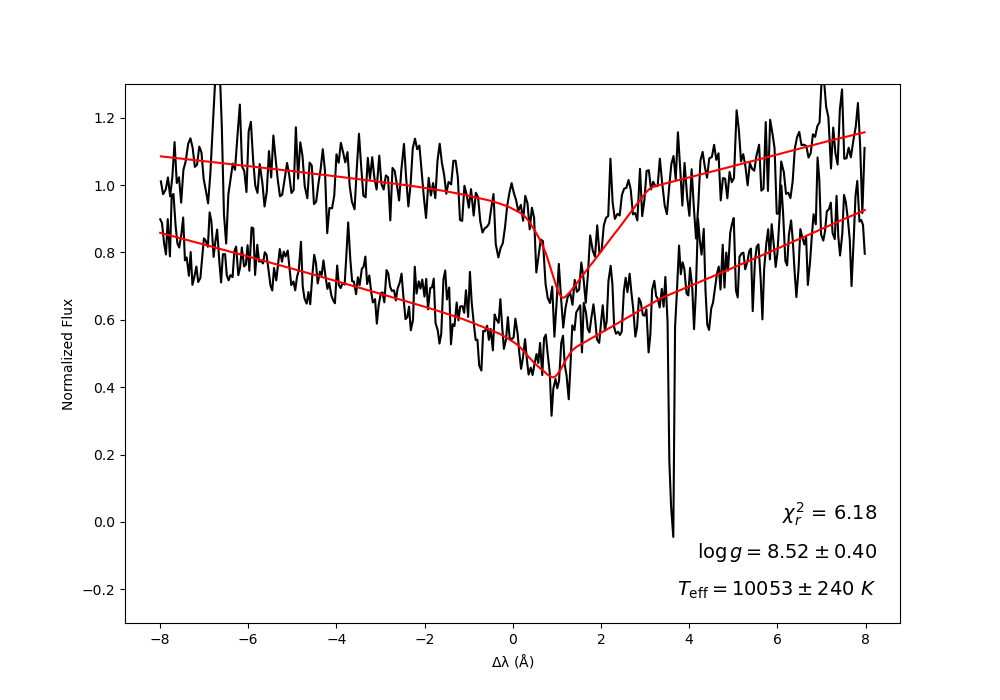 1.2
1.0
0.8
0.6
0.4
0.2
0.0
−0.2
Normalized Flux
χ²ᵣ = 6.18
log g = 8.52 ± 0.40
T_eff = 10053 ± 240 K
−8 −6 −4 −2 0 2 4 6 8
Δλ (Å)